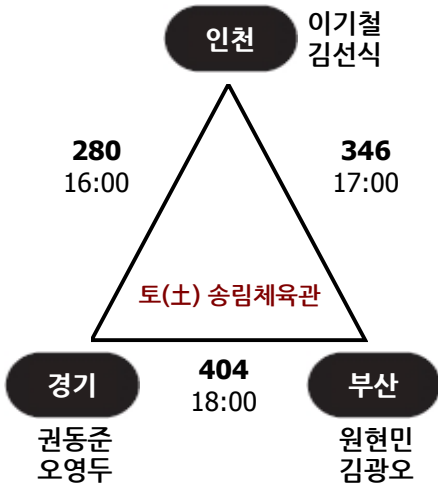 인천
이기철
김선식
280
16:00
346
17:00
토(土) 송림체육관
경기
404
18:00
부산
권동준
오영두
원현민
김광오